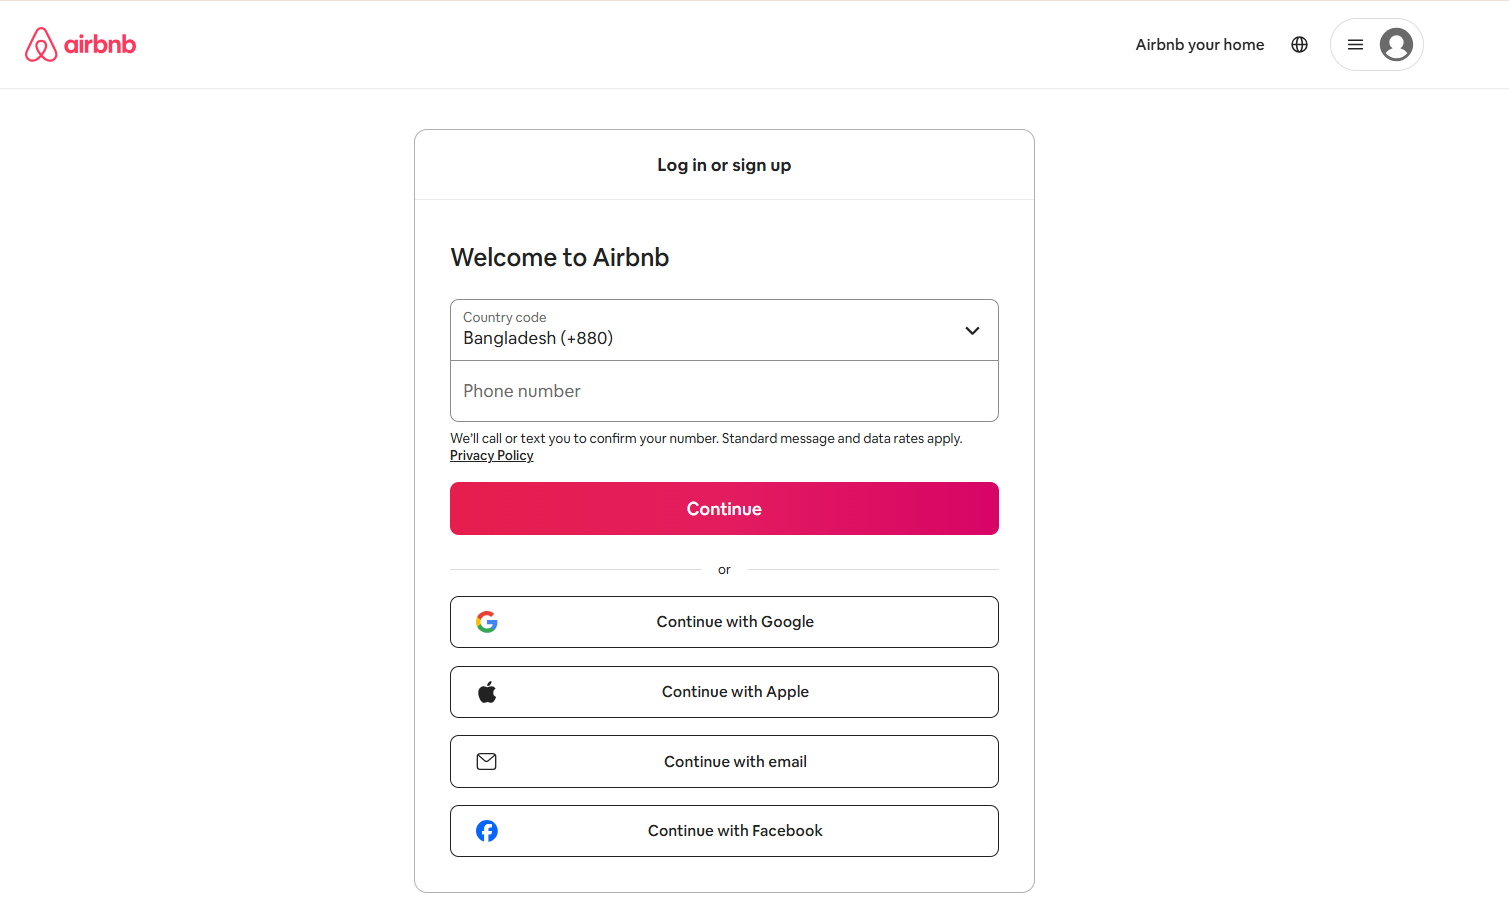 airbnb
Airbnb your home
Log in or sign up
Welcome to Airbnb
Country code
Bangladesh (+880)
Phone number
We’ll call or text you to confirm your number. Standard message and data rates apply.
Privacy Policy
Continue
or
Continue with Google
Continue with Apple
Continue with email
Continue with Facebook